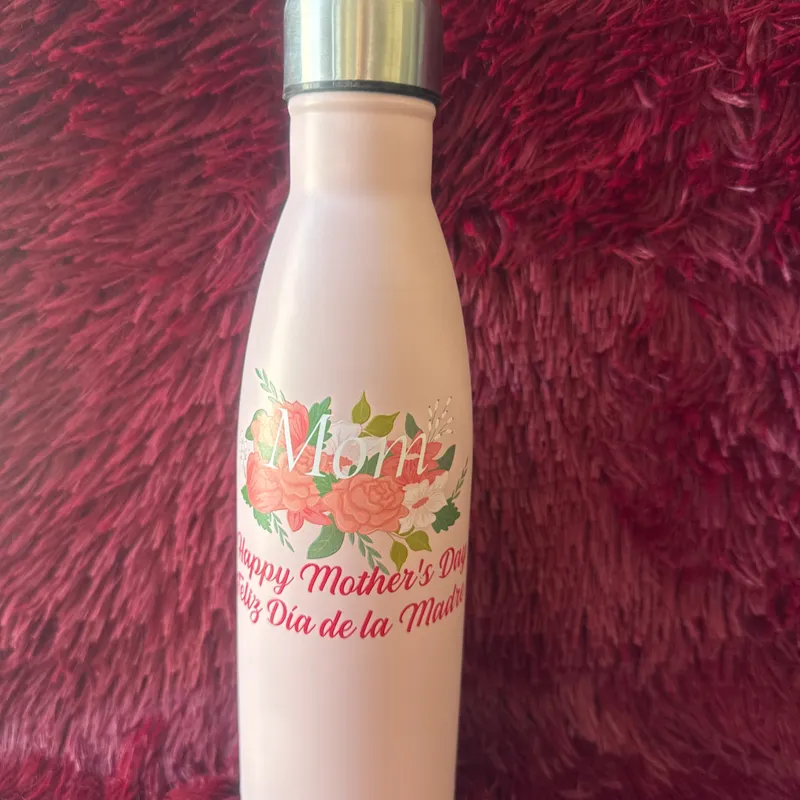 Mom
Happy Mother's Day
Feliz Día de la Madre